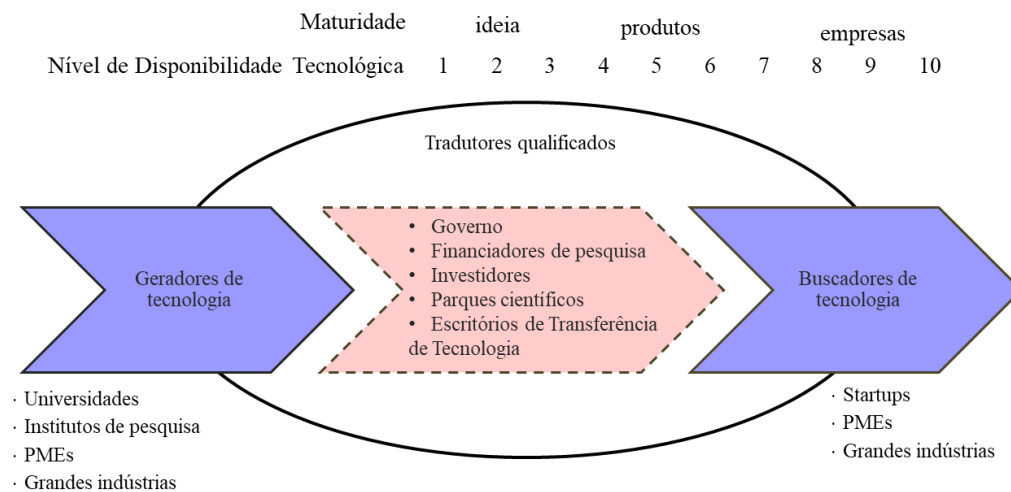 Maturidade ideia produtos empresas
Nível de Disponibilidade Tecnológica 1 2 3 4 5 6 7 8 9 10
Tradutores qualificados
Geradores de
tecnologia
• Governo
• Financiadores de pesquisa
• Investidores
• Parques científicos
• Escritórios de Transferência
de Tecnologia
Buscadores de
tecnologia
· Universidades
· Institutos de pesquisa
· PMEs
· Grandes indústrias
· Startups
· PMEs
· Grandes indústrias